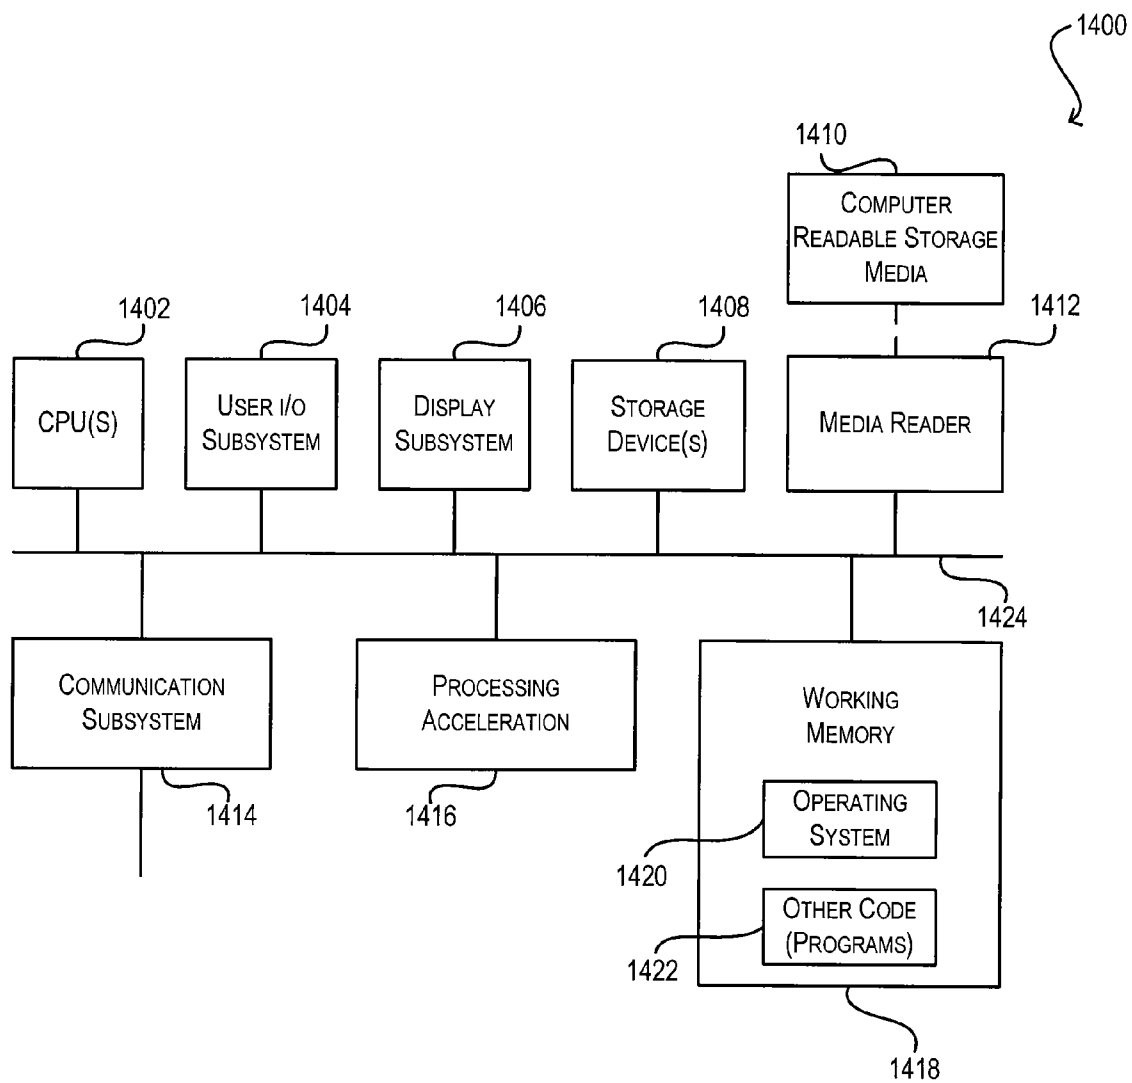 1400
1410
COMPUTER
READABLE STORAGE
MEDIA
1402
1404
1406
1408
1412
CPU(S)
USER I/O
SUBSYSTEM
DISPLAY
SUBSYSTEM
STORAGE
DEVICE(S)
MEDIA READER
1424
COMMUNICATION
SUBSYSTEM
1414
PROCESSING
ACCELERATION
1416
WORKING
MEMORY
OPERATING
SYSTEM
1420
OTHER CODE
(PROGRAMS)
1422
1418